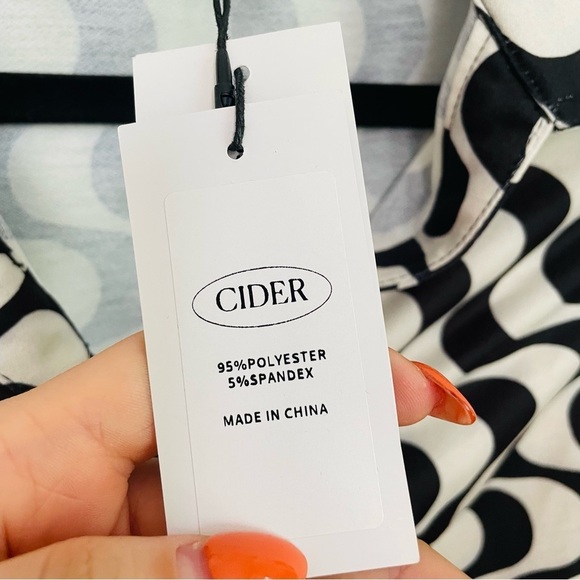 CIDER
95%POLYESTER
5%SPANDEX
MADE IN CHINA